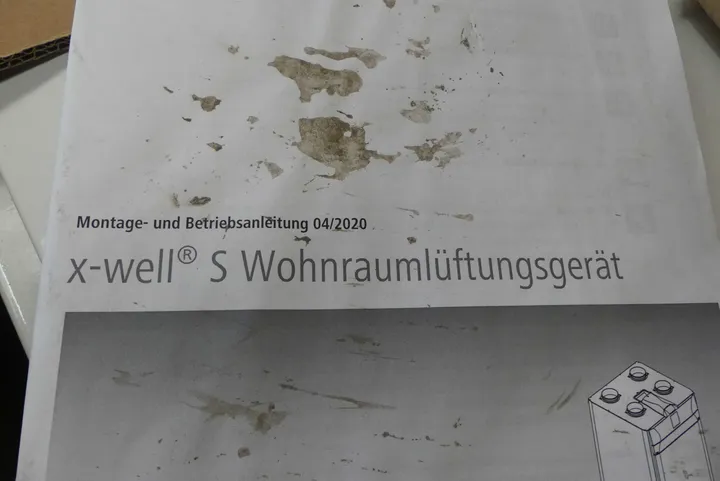 Montage- und Betriebsanleitung 04/2020
x-well® S Wohnraumlüftungsgerät